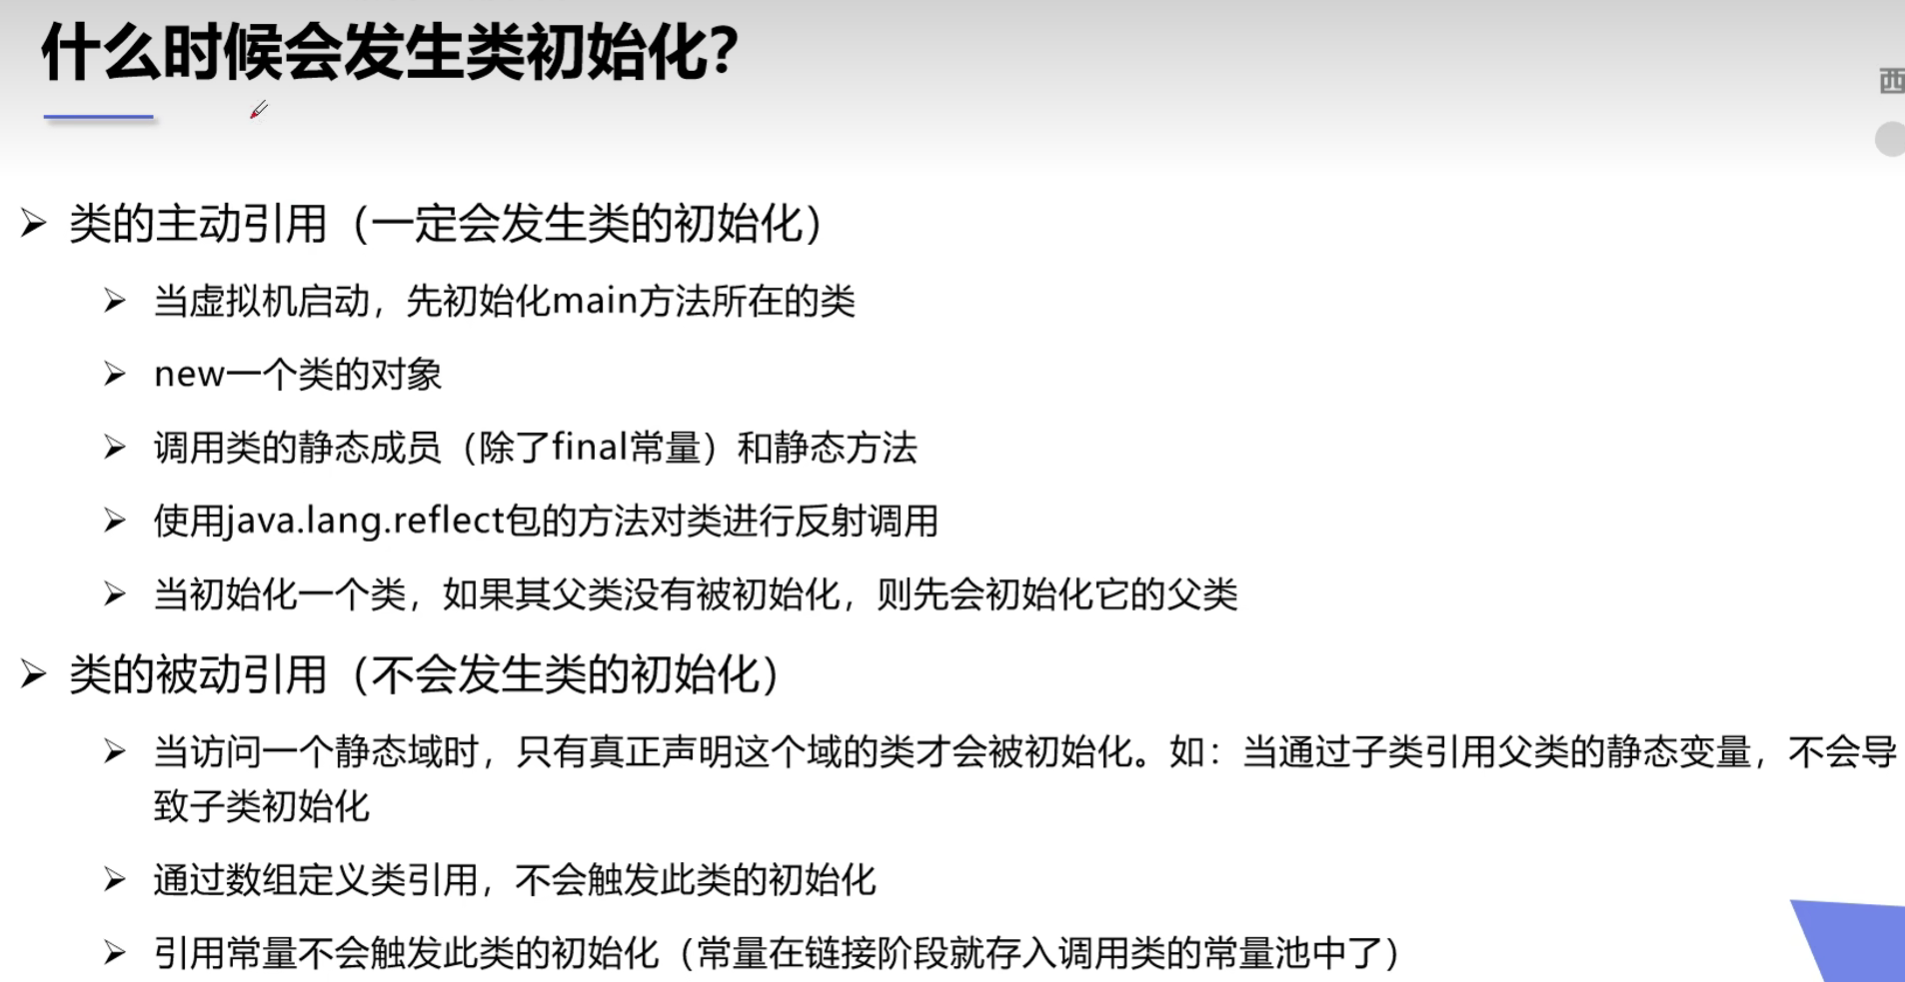 什么时候会发生类初始化？
西
类的主动引用（一定会发生类的初始化）
当虚拟机启动，先初始化main方法所在的类
new一个类的对象
调用类的静态成员（除了final常量）和静态方法
使用java.lang.reflect包的方法对类进行反射调用
当初始化一个类，如果其父类没有被初始化，则先会初始化它的父类
类的被动引用（不会发生类的初始化）
当访问一个静态域时，只有真正声明这个域的类才会被初始化。如：当通过子类引用父类的静态变量，不会导
致子类初始化
通过数组定义类引用，不会触发此类的初始化
引用常量不会触发此类的初始化（常量在链接阶段就存入调用类的常量池中了）